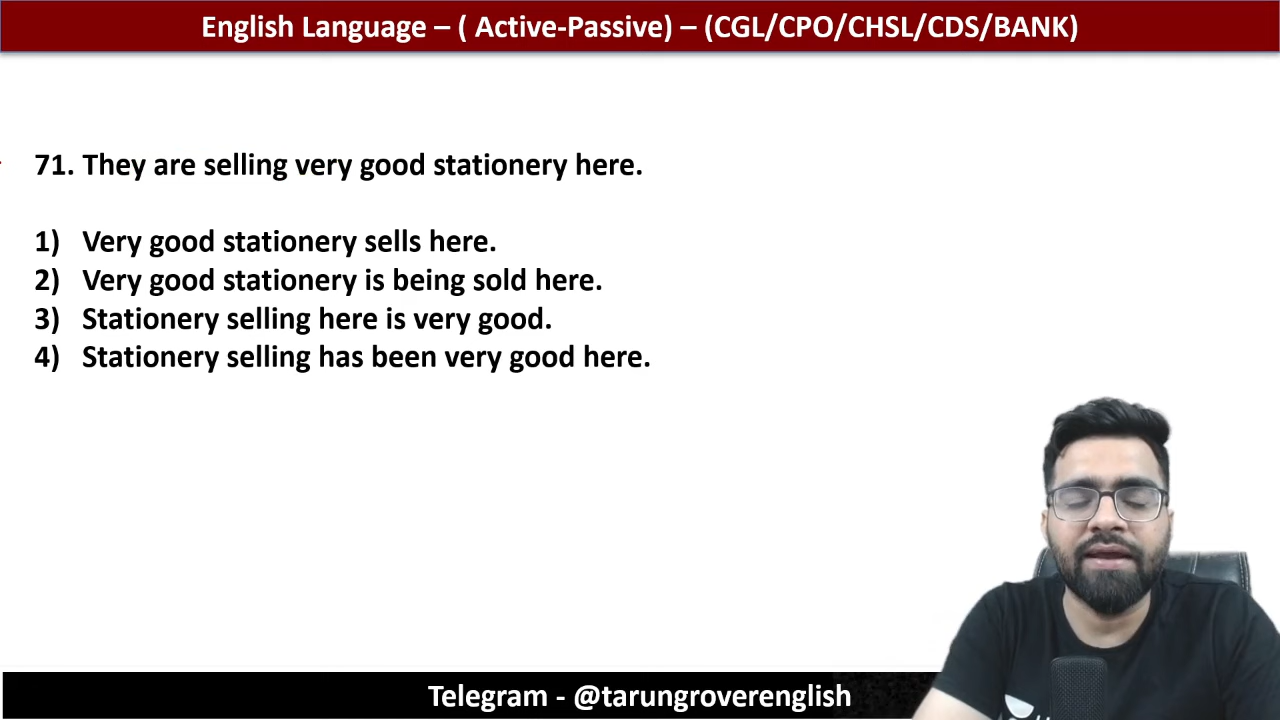 English Language – ( Active-Passive) – (CGL/CPO/CHSL/CDS/BANK)
71. They are selling very good stationery here.
1) Very good stationery sells here.
2) Very good stationery is being sold here.
3) Stationery selling here is very good.
4) Stationery selling has been very good here.
Telegram - @tarungroverenglish